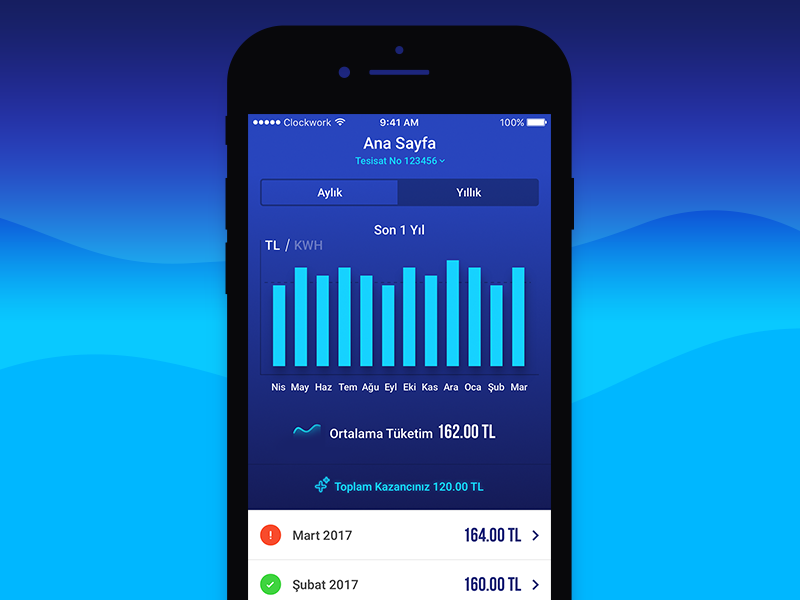 Clockwork 9:41 AM 100%
Ana Sayfa
Tesisat No 123456
Aylık Yıllık
Son 1 Yıl
TL / KWH
Nis May Haz Tem Ağu Eyl Eki Kas Ara Oca Şub Mar
Ortalama Tüketim 162.00 TL
Toplam Kazancınız 120.00 TL
Mart 2017 164.00 TL
Şubat 2017 160.00 TL